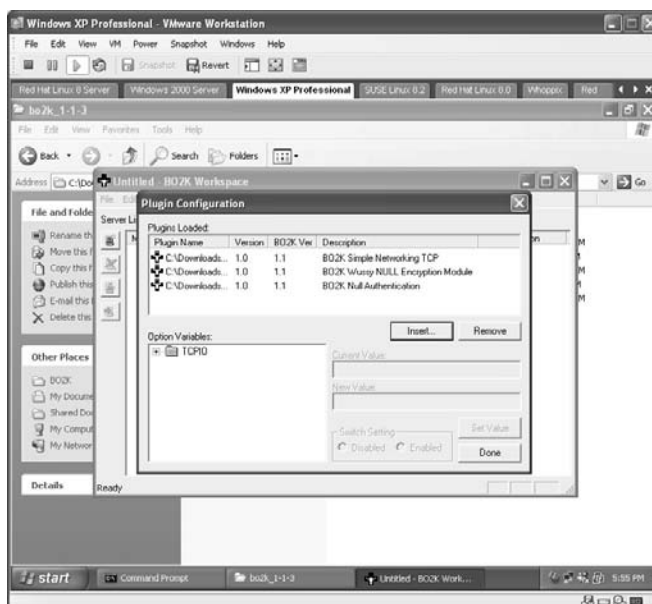 Windows XP Professional - VMware Workstation
File Edit View VM Power Snapshot Windows Help
Snapshot Revert
Red Hat Linux 8 Server Windows 2000 Server Windows XP Professional SUSE Linux 8.2 Red Hat Linux 8.0 Whoppix Red
bo2k_1-1-3
File Edit View Favorites Tools Help
Back Search Folders
Address C:\Do Go
Untitled - BO2K Workspace
File
Plugin Configuration
File and Folde
Rename th
Move this f
Copy this f
Publish this
E-mail this
Delete this
Other Places
BO2K
My Docume
Shared Do
My Comput
My Networ
Details
Server Li
Plugins Loaded:
Plugin Name Version BO2K Ver Description
C:\Downloads... 1.0 1.1 BO2K Simple Networking TCP
C:\Downloads... 1.0 1.1 BO2K Wussy NULL Encryption Module
C:\Downloads... 1.0 1.1 BO2K Null Authentication
Insert... Remove
Option Variables:
TCPIO
Current Value:
New Value:
Set Value
Switch Setting
Disabled Enabled
Done
Ready
start Command Prompt bo2k_1-1-3 Untitled - BO2K Work... 5:55 PM